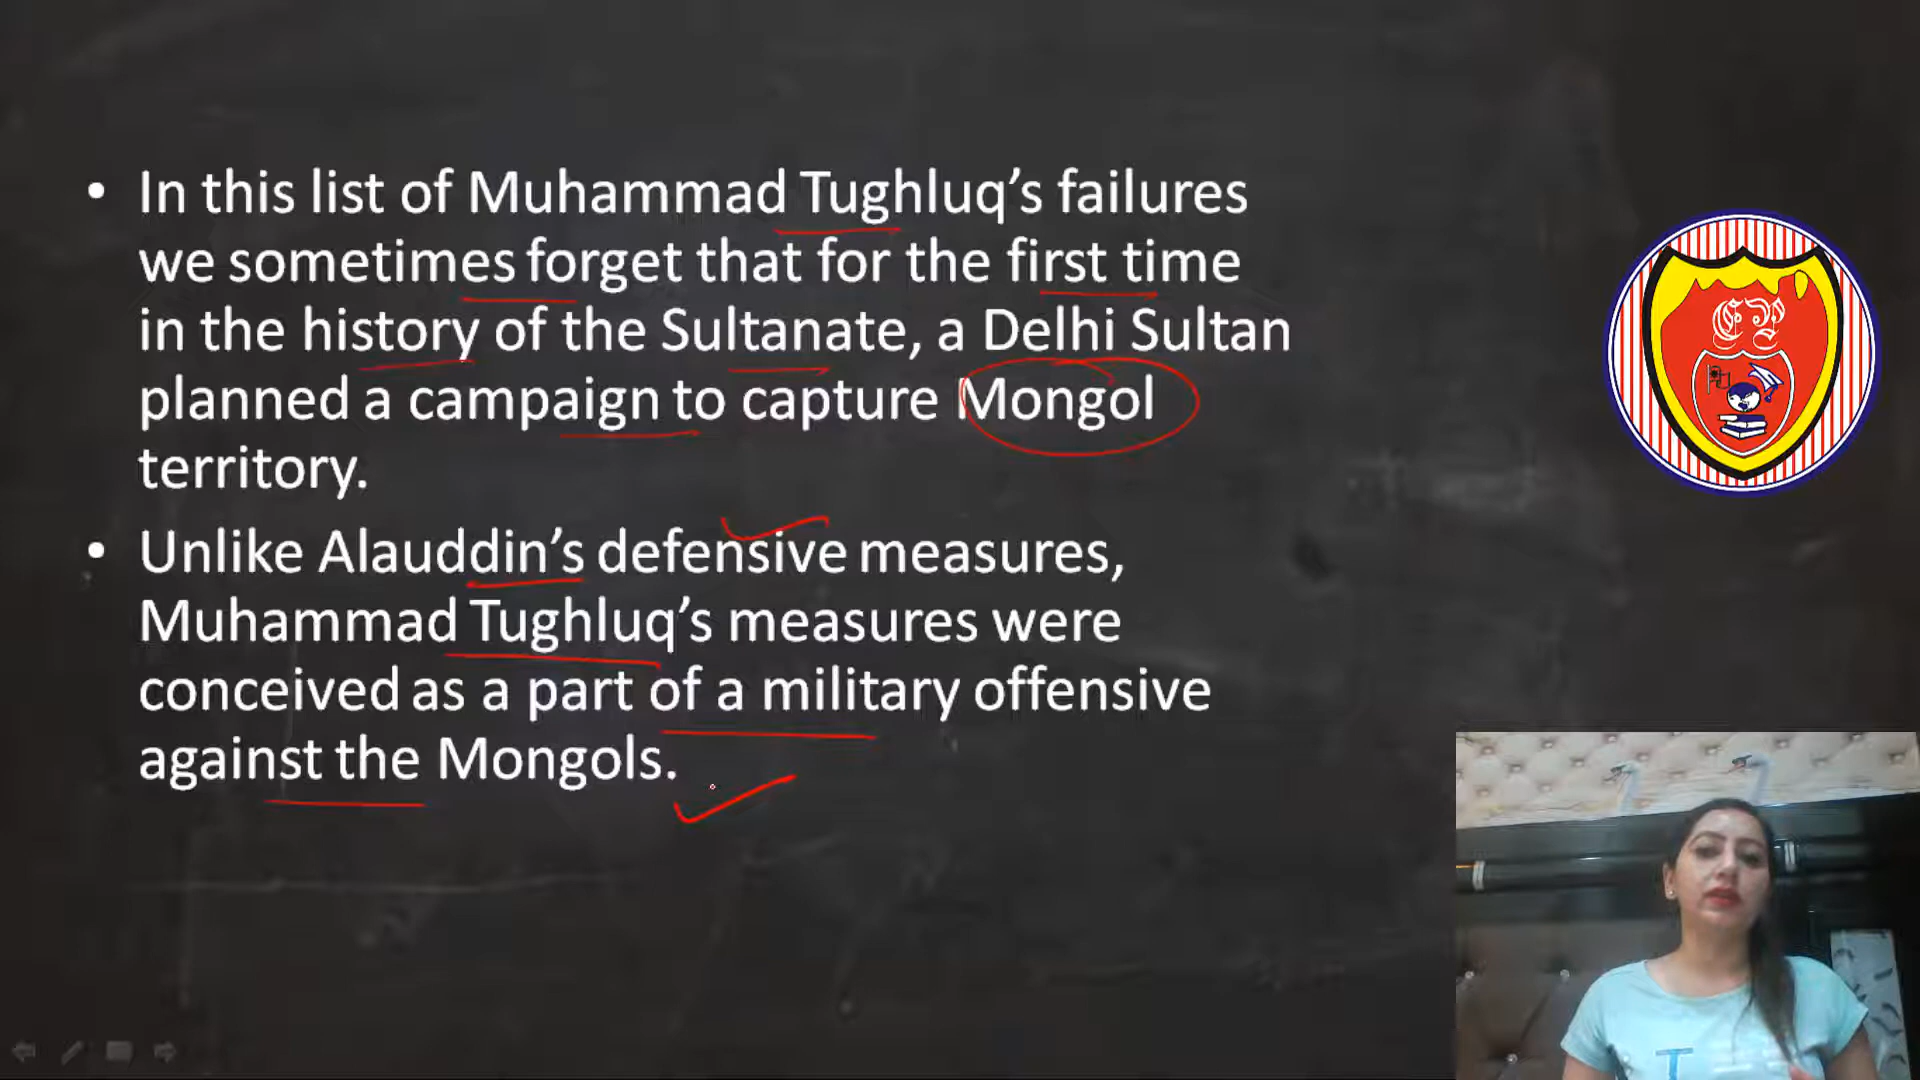 • In this list of Muhammad Tughluq’s failures
we sometimes forget that for the first time
in the history of the Sultanate, a Delhi Sultan
planned a campaign to capture Mongol
territory.
• Unlike Alauddin’s defensive measures,
Muhammad Tughluq’s measures were
conceived as a part of a military offensive
against the Mongols.